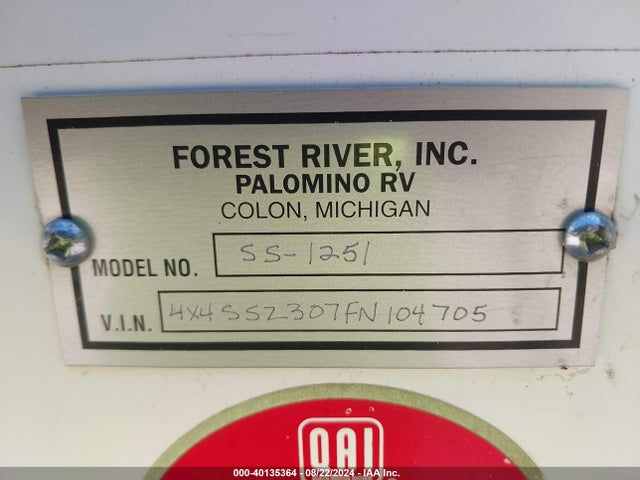 FOREST RIVER, INC.
PALOMINO RV
COLON, MICHIGAN
MODEL NO. SS-1251
V.I.N. 4X4SSZ307FN104705
QAI
000-40135364 | 08/22/2024 - IAA Inc.